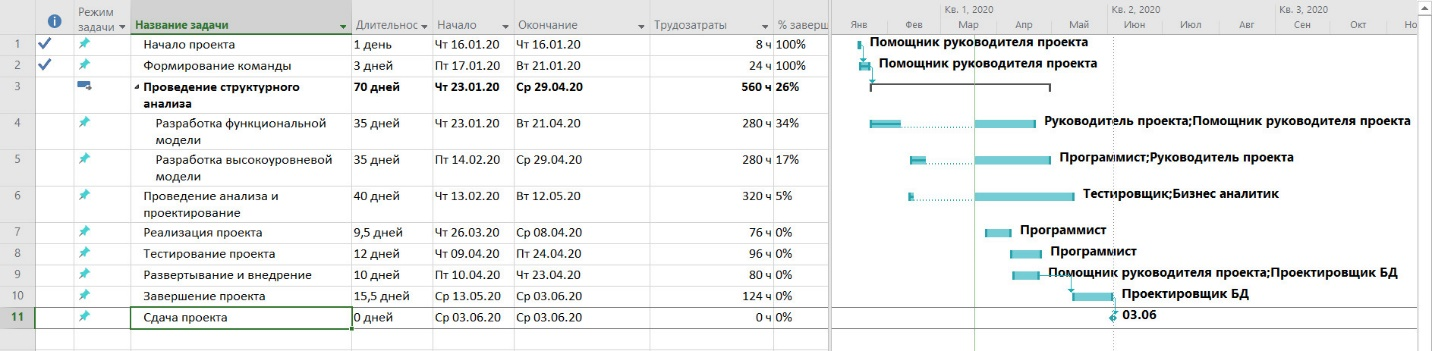 Кв. 1, 2020 Кв. 2, 2020 Кв. 3, 2020
Режим задачи Название задачи Длительнос Начало Окончание Трудозатраты % заверш Янв Фев Мар Апр Май Июн Июл Авг Сен Окт Но
1 Начало проекта 1 день Чт 16.01.20 Чт 16.01.20 8 ч 100% Помощник руководителя проекта
2 Формирование команды 3 дней Пт 17.01.20 Вт 21.01.20 24 ч 100% Помощник руководителя проекта
3 Проведение структурного 70 дней Чт 23.01.20 Ср 29.04.20 560 ч 26%
анализа
4 Разработка функциональной 35 дней Чт 23.01.20 Вт 21.04.20 280 ч 34% Руководитель проекта;Помощник руководителя проекта
модели
5 Разработка высокоуровневой 35 дней Пт 14.02.20 Ср 29.04.20 280 ч 17% Программист;Руководитель проекта
модели
6 Проведение анализа и 40 дней Чт 13.02.20 Вт 12.05.20 320 ч 5% Тестировщик;Бизнес аналитик
проектирование
7 Реализация проекта 9,5 дней Чт 26.03.20 Ср 08.04.20 76 ч 0% Программист
8 Тестирование проекта 12 дней Чт 09.04.20 Пт 24.04.20 96 ч 0% Программист
9 Развертывание и внедрение 10 дней Пт 10.04.20 Чт 23.04.20 80 ч 0% Помощник руководителя проекта;Проектировщик БД
10 Завершение проекта 15,5 дней Ср 13.05.20 Ср 03.06.20 124 ч 0% Проектировщик БД
11 Сдача проекта 0 дней Ср 03.06.20 Ср 03.06.20 0 ч 0% 03.06